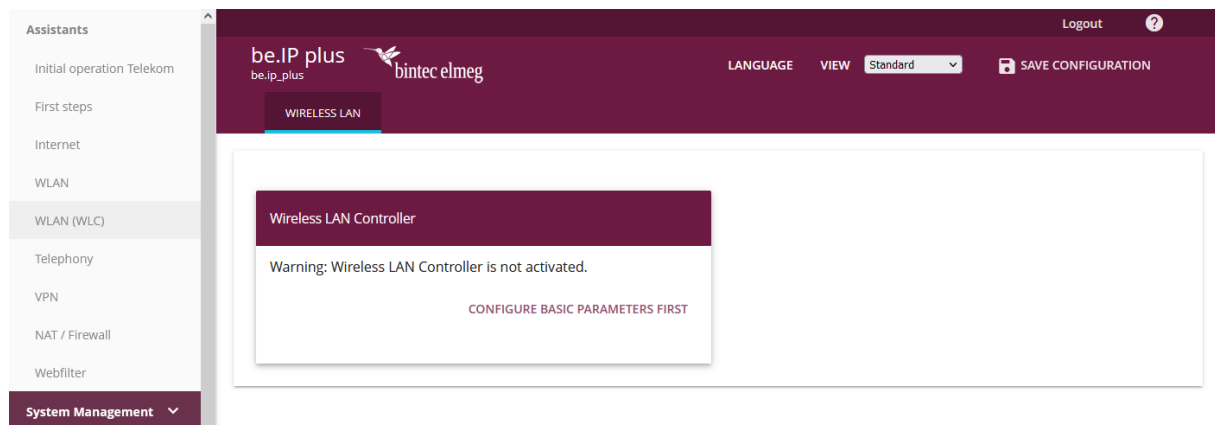 Assistants
Initial operation Telekom
First steps
Internet
WLAN
WLAN (WLC)
Telephony
VPN
NAT / Firewall
Webfilter
System Management
Logout ?
be.IP plus
be.ip_plus
bintec elmeg
LANGUAGE VIEW Standard SAVE CONFIGURATION
WIRELESS LAN
Wireless LAN Controller
Warning: Wireless LAN Controller is not activated.
CONFIGURE BASIC PARAMETERS FIRST